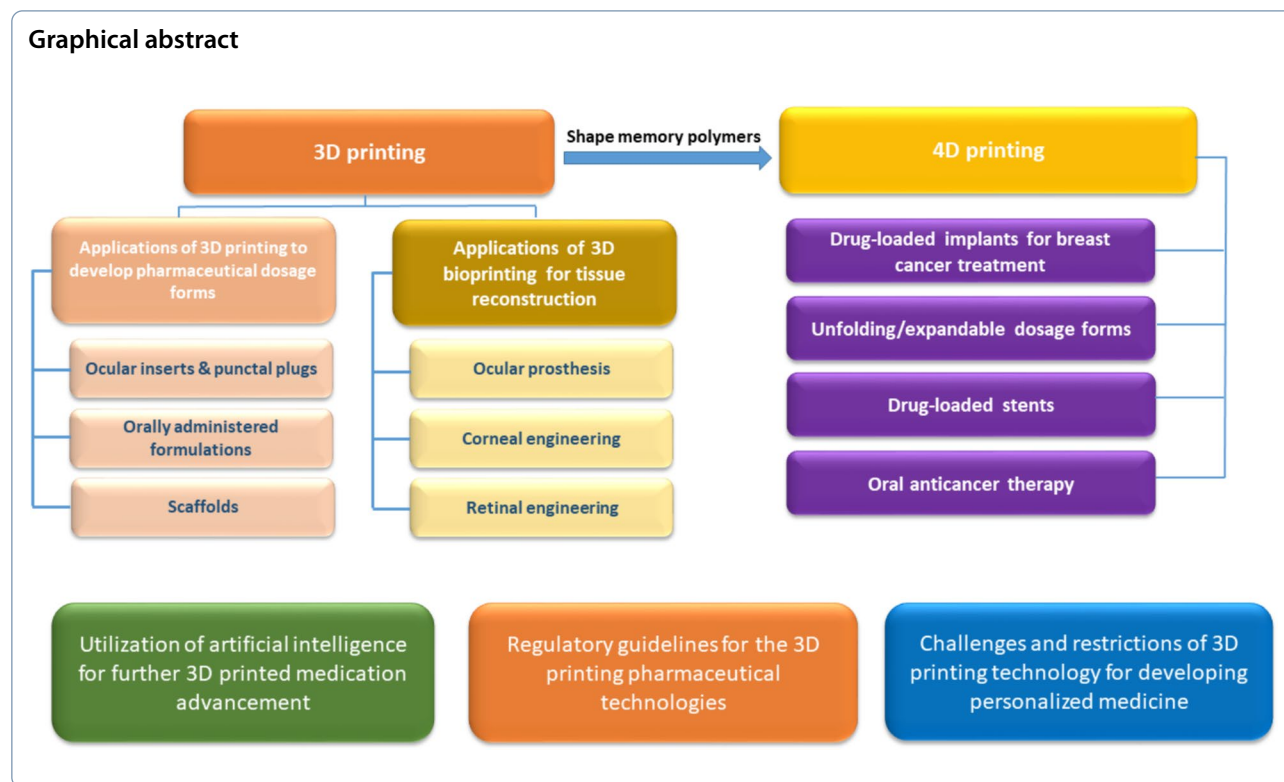 Graphical abstract
3D printing
Shape memory polymers
4D printing
Applications of 3D printing to
develop pharmaceutical dosage
forms
Ocular inserts & punctal plugs
Orally administered
formulations
Scaffolds
Applications of 3D
bioprinting for tissue
reconstruction
Ocular prosthesis
Corneal engineering
Retinal engineering
Drug-loaded implants for breast
cancer treatment
Unfolding/expandable dosage forms
Drug-loaded stents
Oral anticancer therapy
Utilization of artificial intelligence
for further 3D printed medication
advancement
Regulatory guidelines for the 3D
printing pharmaceutical
technologies
Challenges and restrictions of 3D
printing technology for developing
personalized medicine